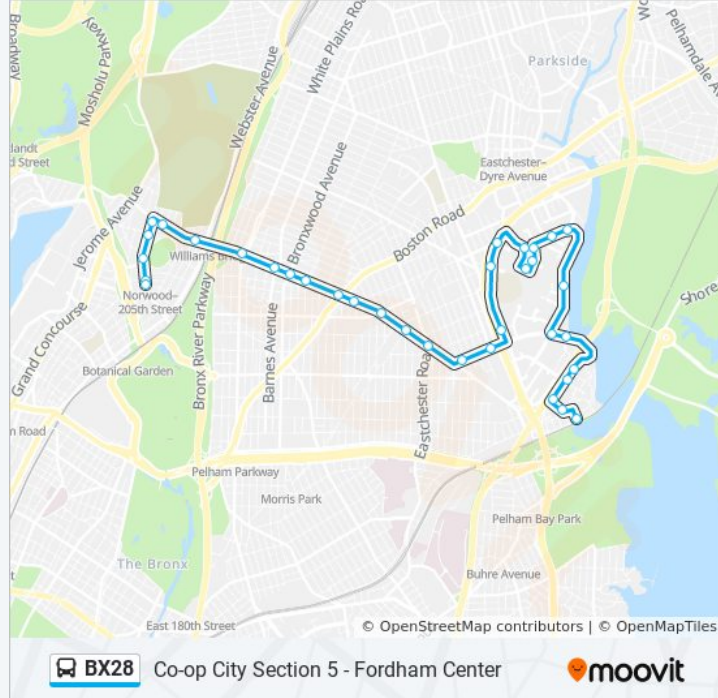 Broadway
Mosholu Parkway
Webster Avenue
White Plains Road
Parkside
Pelhamdale A
landt
d Street
Eastchester–
Dyre Avenue
Jerome Avenue
Bronxwood Avenue
Boston Road
Williams Br
Norwood–
205th Street
Shore
Grand Concourse
Bronx River Parkway
Barnes Avenue
Botanical Garden
Eastchester Roa
m Road
Pelham Parkway
Morris Park
Pelham Bay Park
The Bronx
Buhre Avenue
East 180th Street
© OpenStreetMap contributors | © OpenMapTiles
BX28 Co-op City Section 5 - Fordham Center
moovit